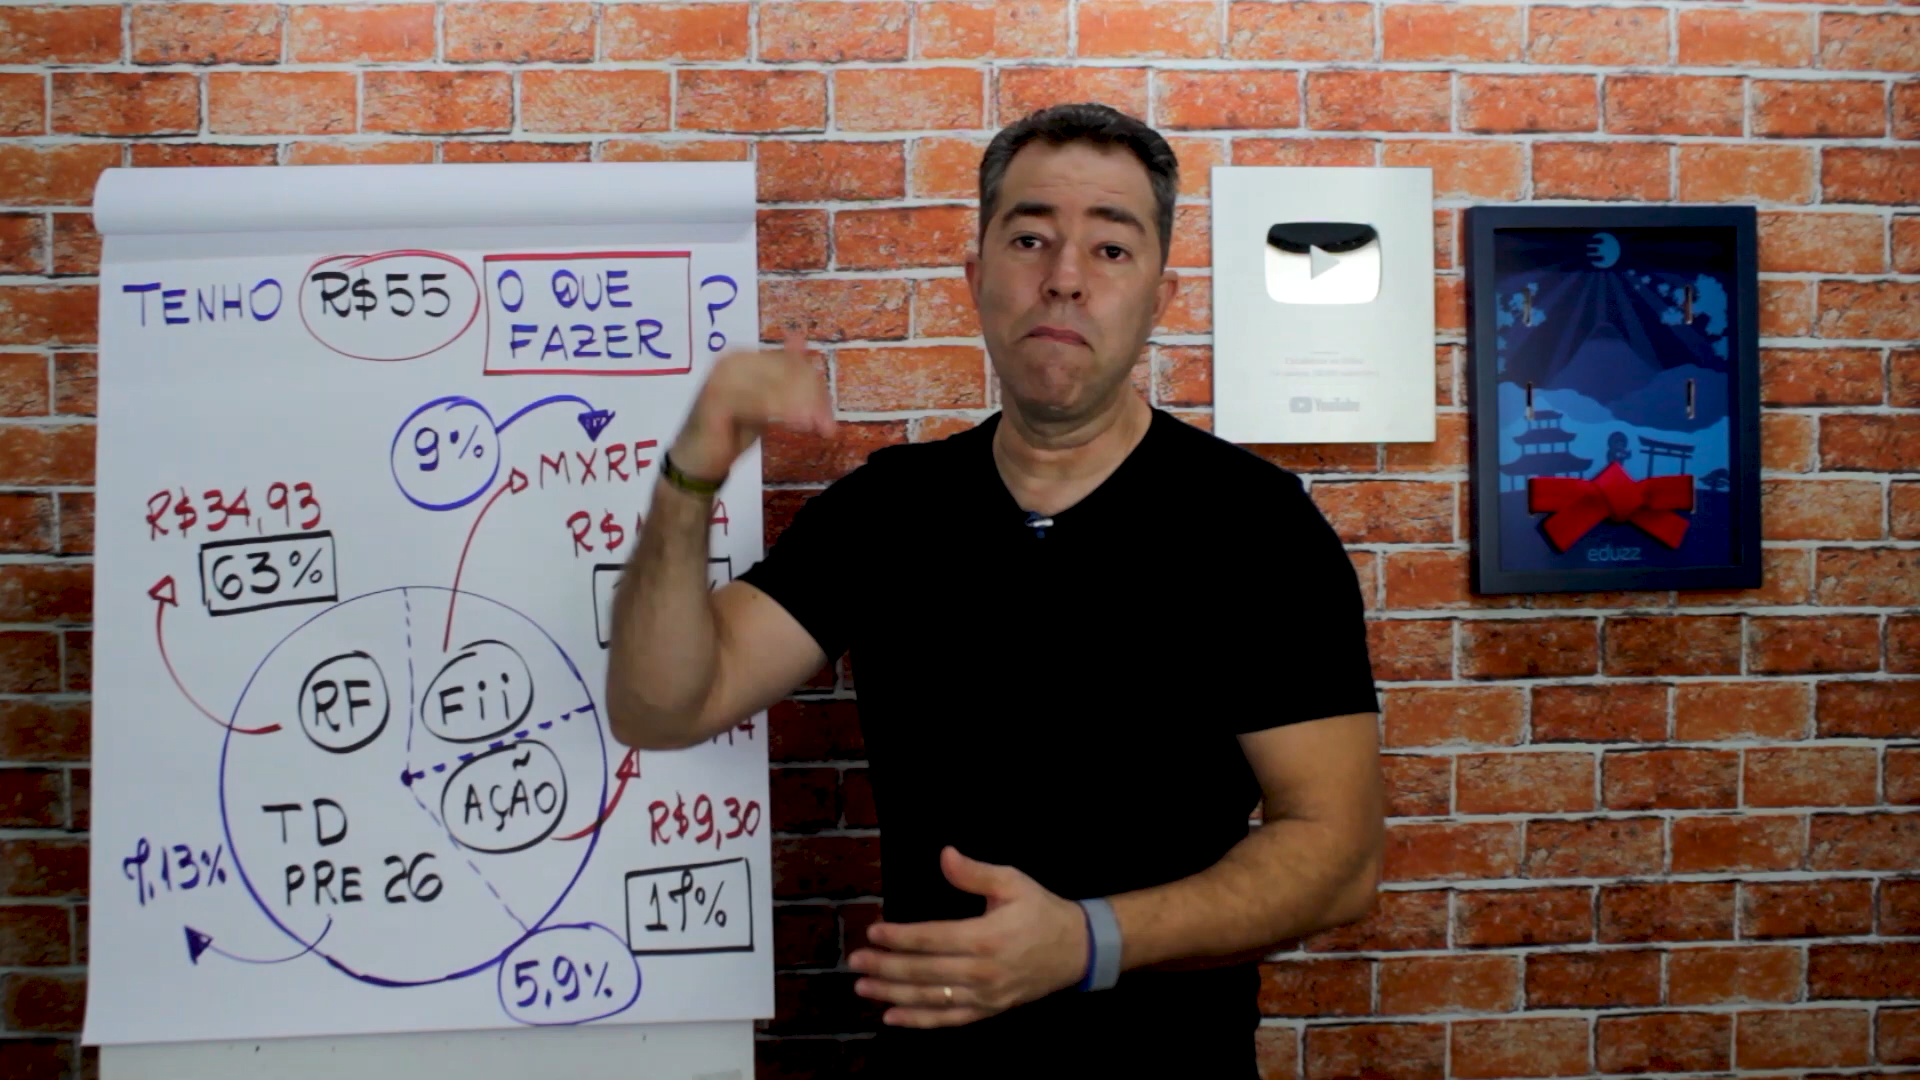 TENHO R$55 O QUE FAZER ?
9%
MXRF
R$34,93
R$
63%
RF
Fii
AÇÃO
TD
PRE 26
7,13%
R$9,30
17%
5,9%
YouTube
eduzz